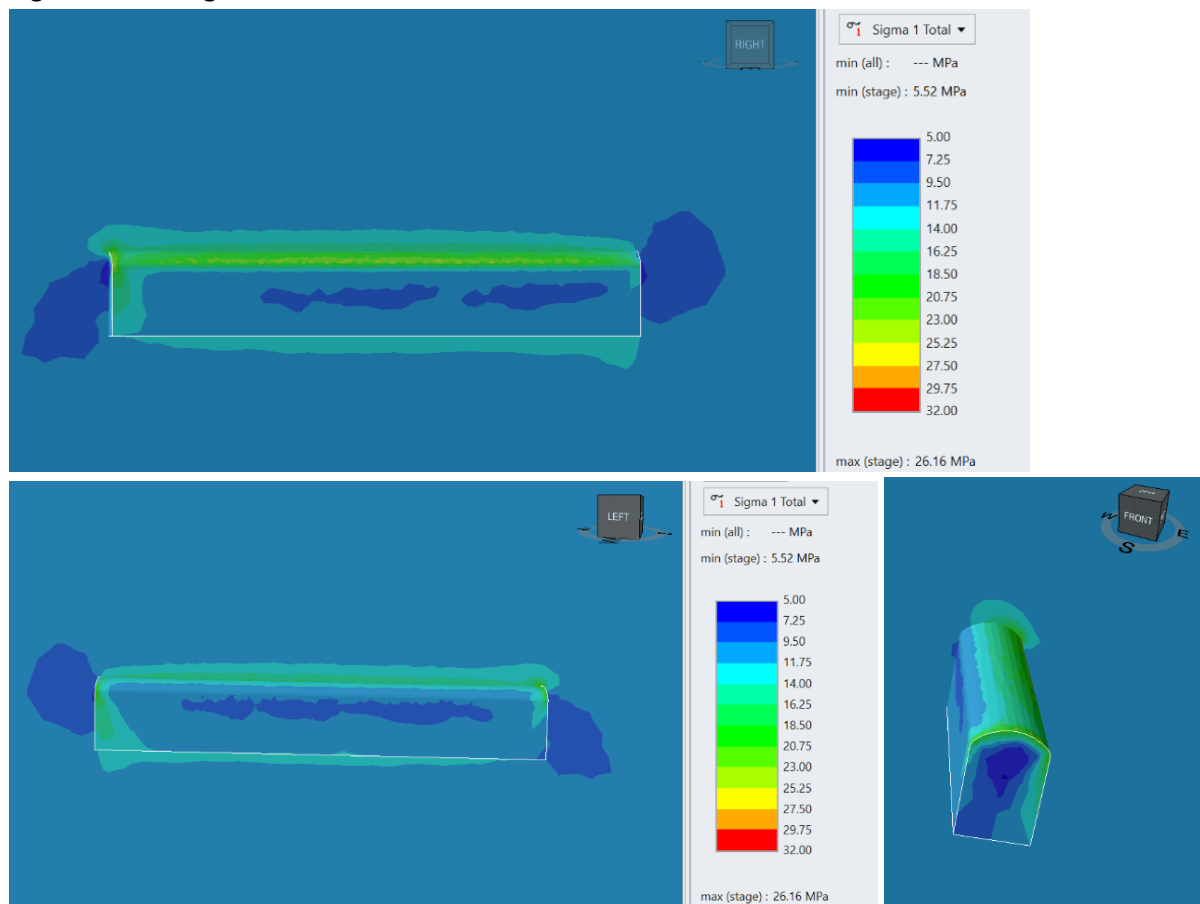 RIGHT
σ1 Sigma 1 Total
min (all) : --- MPa
min (stage) : 5.52 MPa
5.00
7.25
9.50
11.75
14.00
16.25
18.50
20.75
23.00
25.25
27.50
29.75
32.00
max (stage) : 26.16 MPa
LEFT
σ1 Sigma 1 Total
min (all) : --- MPa
min (stage) : 5.52 MPa
5.00
7.25
9.50
11.75
14.00
16.25
18.50
20.75
23.00
25.25
27.50
29.75
32.00
max (stage) : 26.16 MPa
W
FRONT
E
S